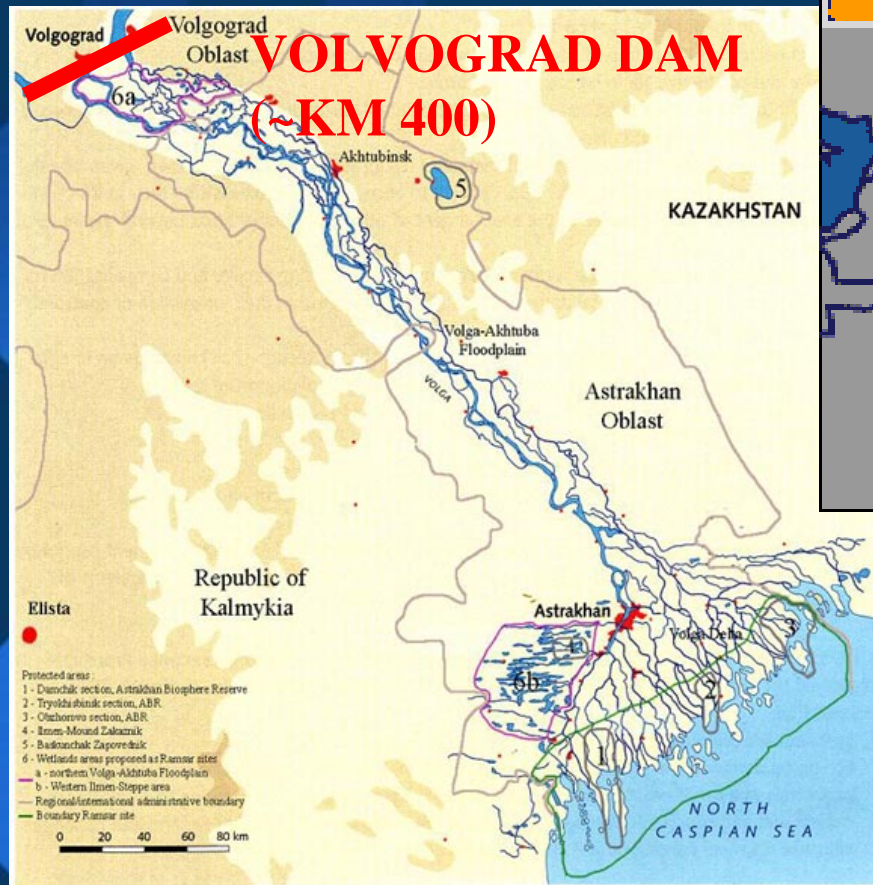 Volgograd
Volgograd
Oblast
VOLVOGRAD DAM
(~KM 400)
6a
Akhtubinsk
5
KAZAKHSTAN
Volga-Akhtuba
Floodplain
VOLGA
Astrakhan
Oblast
Republic of
Kalmykia
Elista
Astrakhan
Volga Delta
3
4
6b
2
1
NORTH
CASPIAN SEA
Protected areas :
1 - Damchik section, Astrakhan Biosphere Reserve
2 - Tryokhisbinsk section, ABR
3 - Obzhorovo section, ABR
4 - Ilmen-Mound Zakaznik
5 - Baskunchak Zapovednik
6 - Wetlands areas proposed as Ramsar sites
a - northern Volga-Akhtuba Floodplain
b - Western Ilmen-Steppe area
Regional/international administrative boundary
Boundary Ramsar site
0 20 40 60 80 km